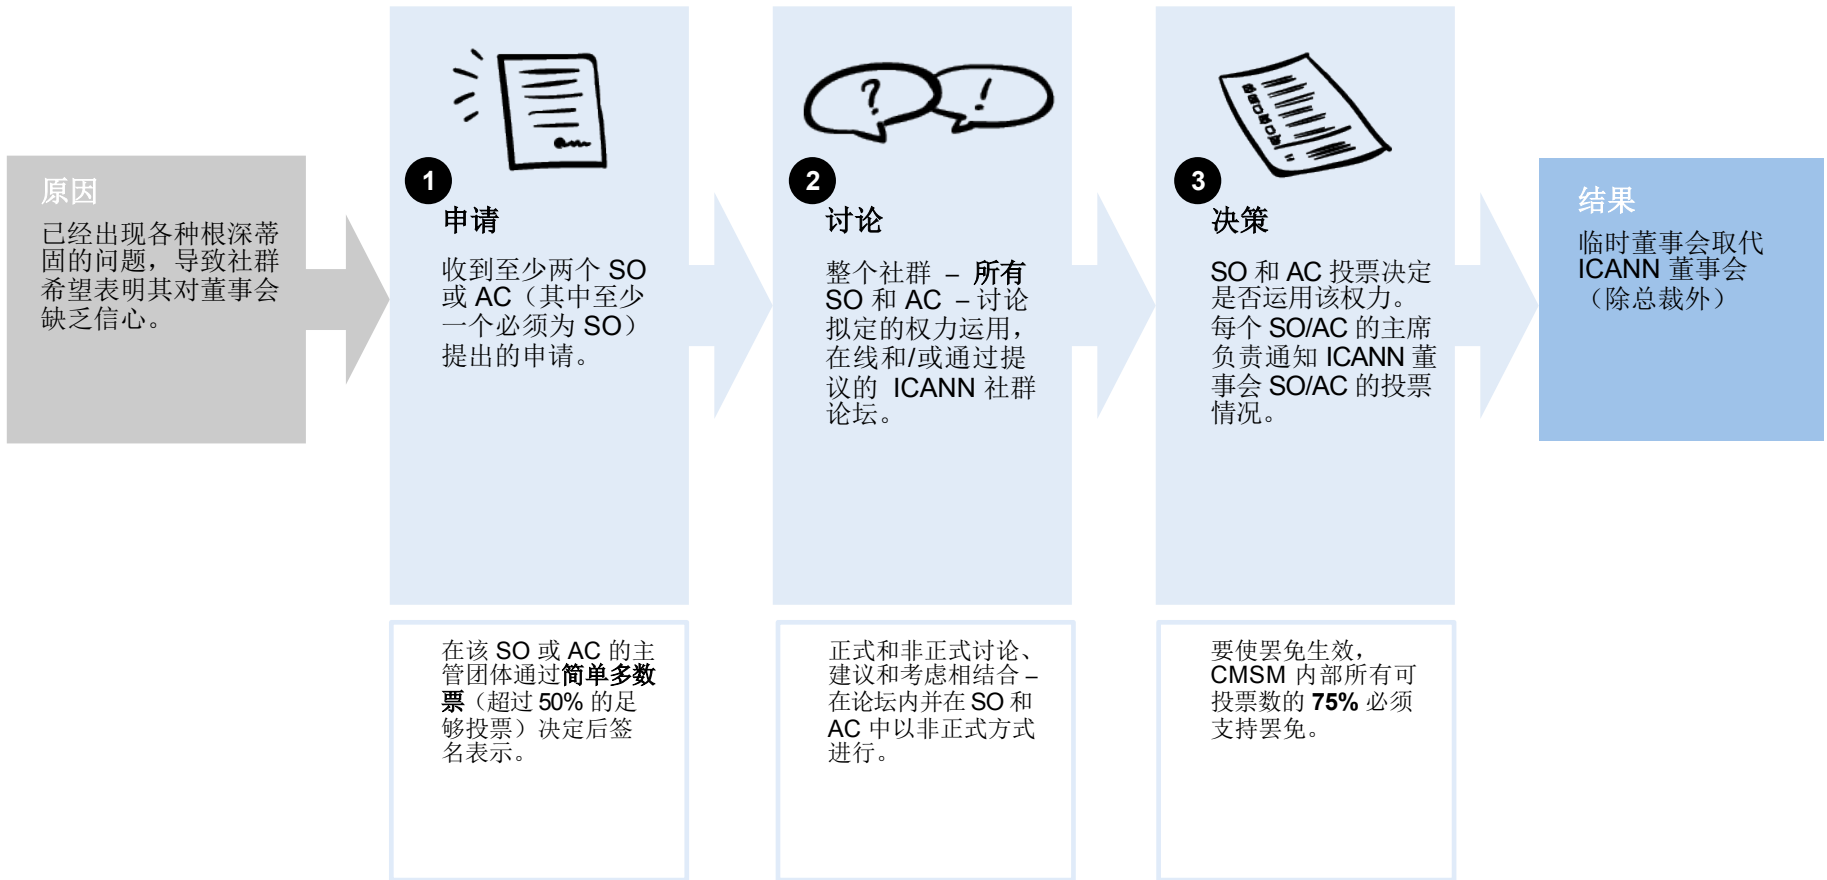 原因
已经出现各种根深蒂
固的问题，导致社群
希望表明其对董事会
缺乏信心。
1
申请
收到至少两个 SO
或 AC（其中至少
一个必须为 SO）
提出的申请。
在该 SO 或 AC 的主
管团体通过简单多数
票（超过 50% 的足
够投票）决定后签
名表示。
2
讨论
整个社群 – 所有
SO 和 AC – 讨论
拟定的权力运用，
在线和/或通过提
议的 ICANN 社群
论坛。
正式和非正式讨论、
建议和考虑相结合 –
在论坛内并在 SO 和
AC 中以非正式方式
进行。
3
决策
SO 和 AC 投票决定
是否运用该权力。
每个 SO/AC 的主席
负责通知 ICANN 董
事会 SO/AC 的投票
情况。
要使罢免生效，
CMSM 内部所有可
投票数的 75% 必须
支持罢免。
结果
临时董事会取代
ICANN 董事会
（除总裁外）